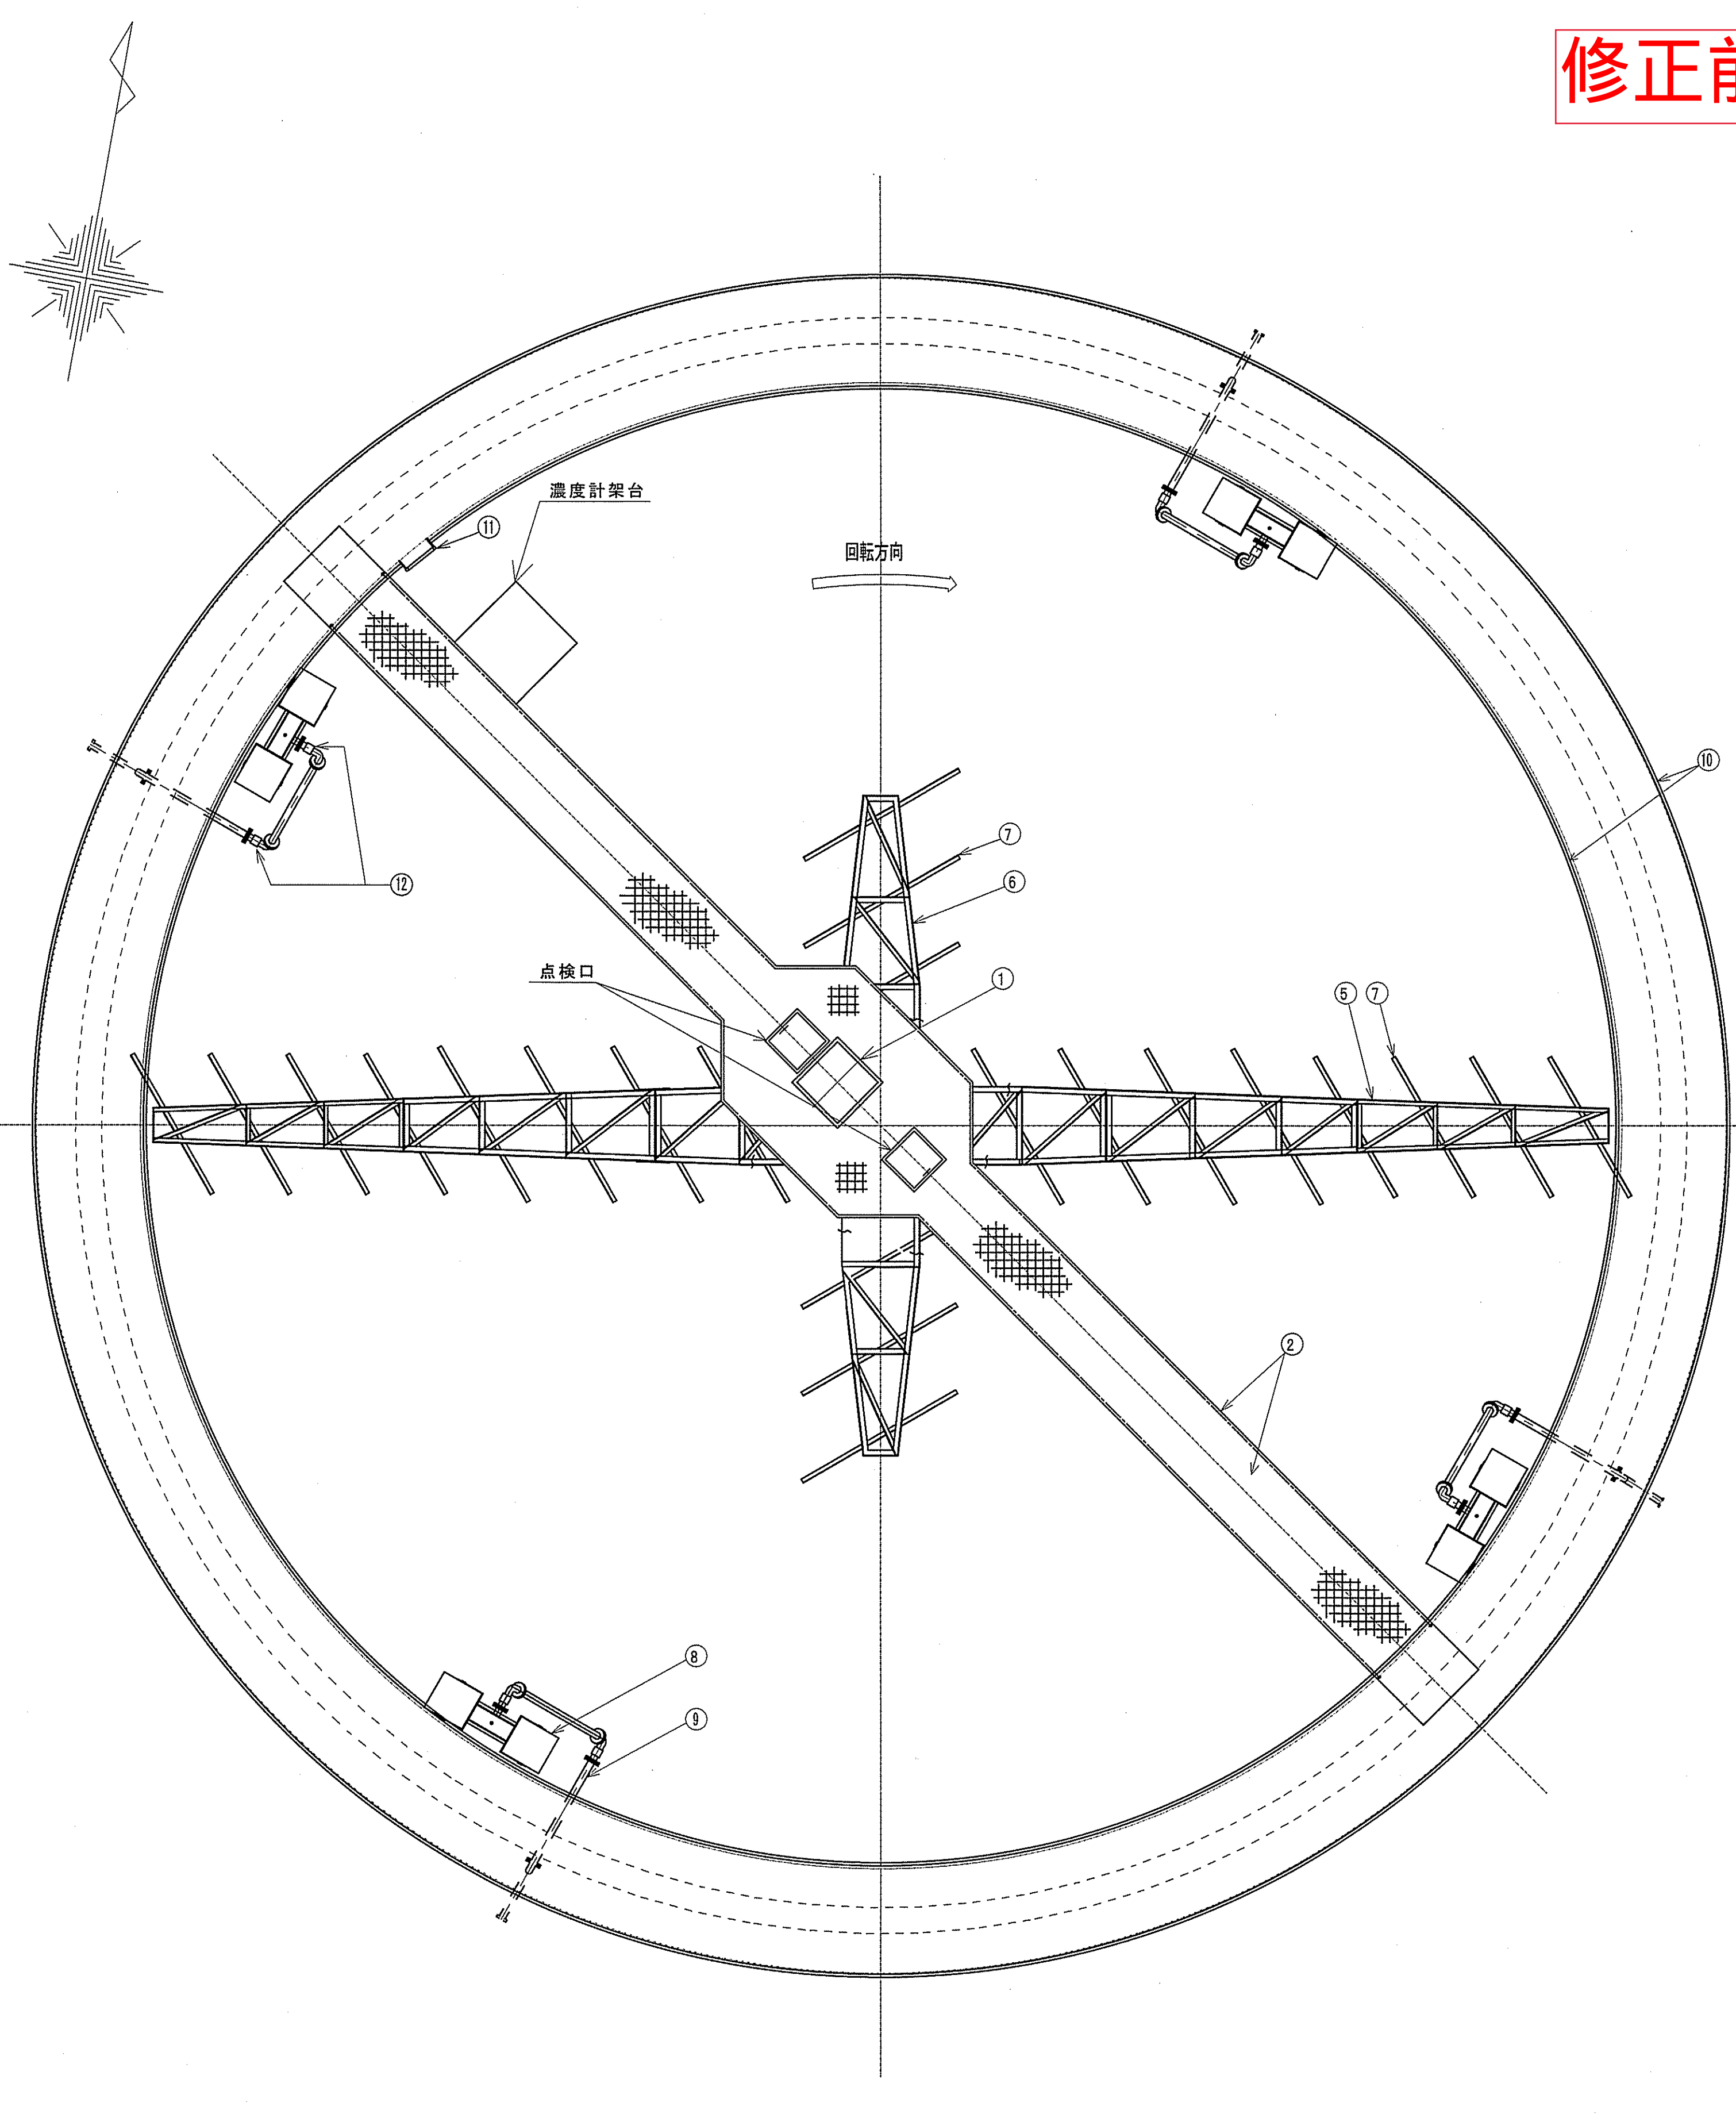 修正前
濃度計架台
⑪
回転方向
⑩
⑦
⑫
⑥
点検口
①
⑤ ⑦
②
⑧
⑨